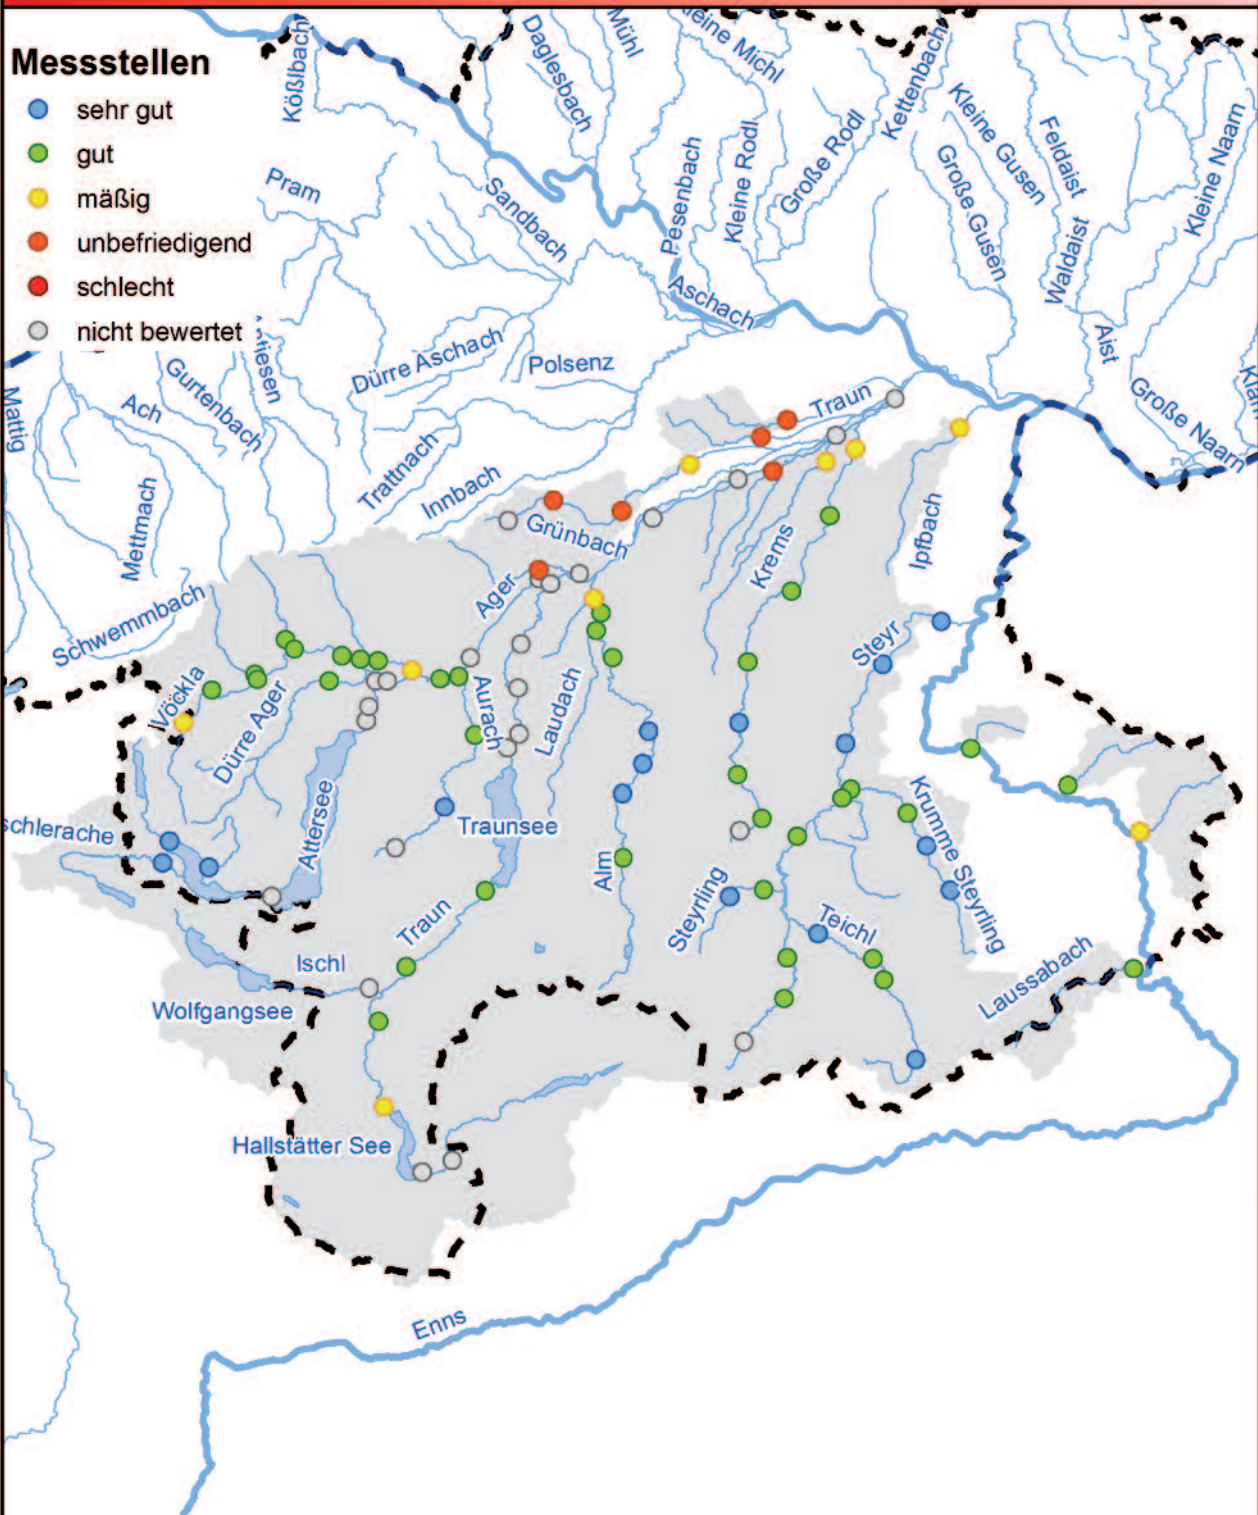 Messstellen
sehr gut
gut
mäßig
unbefriedigend
schlecht
nicht bewertet
Kößlbach
Daglesbach
Mühl
Kleine Michl
Kettenbach
Pram
Sandbach
Pesenbach
Kleine Rodl
Große Rodl
Kleine Gusen
Große Gusen
Feldaist
Waldaist
Kleine Naarn
Aschach
Aist
Große Naarn
Mattig
Ach
Gurtenbach
Dürre Aschach
Polsenz
Traun
Trattnach
Innbach
Mettmach
Grünbach
Krems
Ipfbach
Schwemmbach
Ager
Steyr
Vöckla
Dürre Ager
Aurach
Laudach
Attersee
Traunsee
Alm
Krumme Steyrling
Steyrling
Teichl
Traun
Ischl
Wolfgangsee
Laussabach
Hallstätter See
Enns